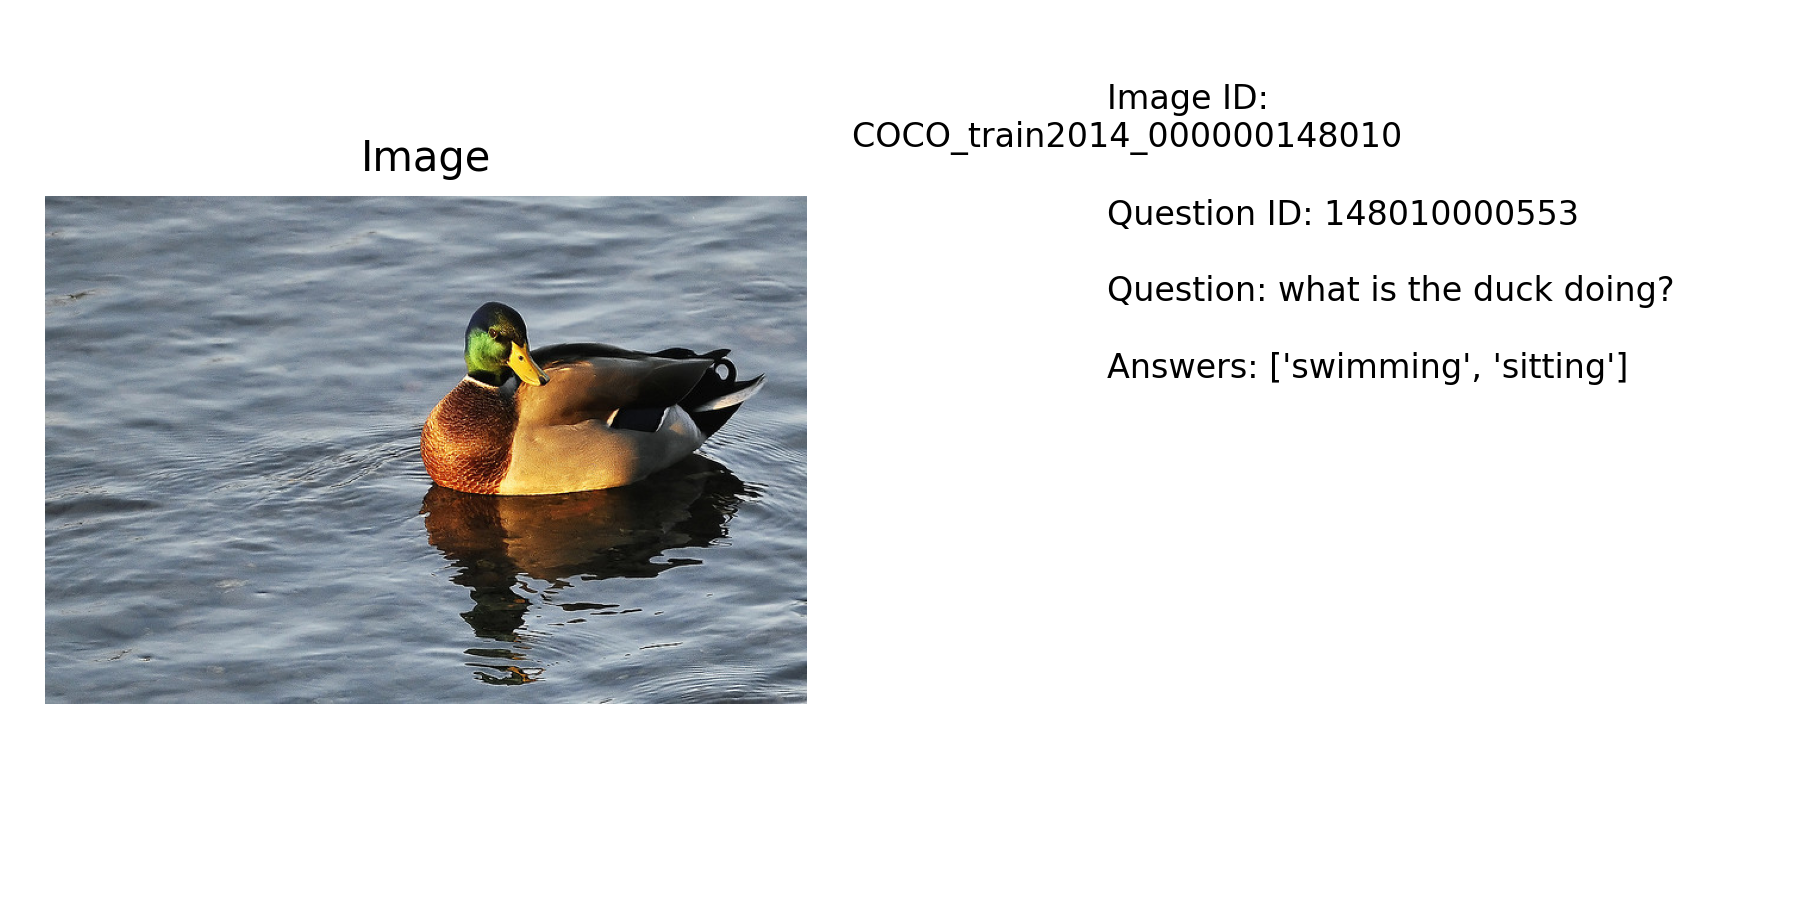 Image
Image ID:
COCO_train2014_000000148010
Question ID: 148010000553
Question: what is the duck doing?
Answers: ['swimming', 'sitting']